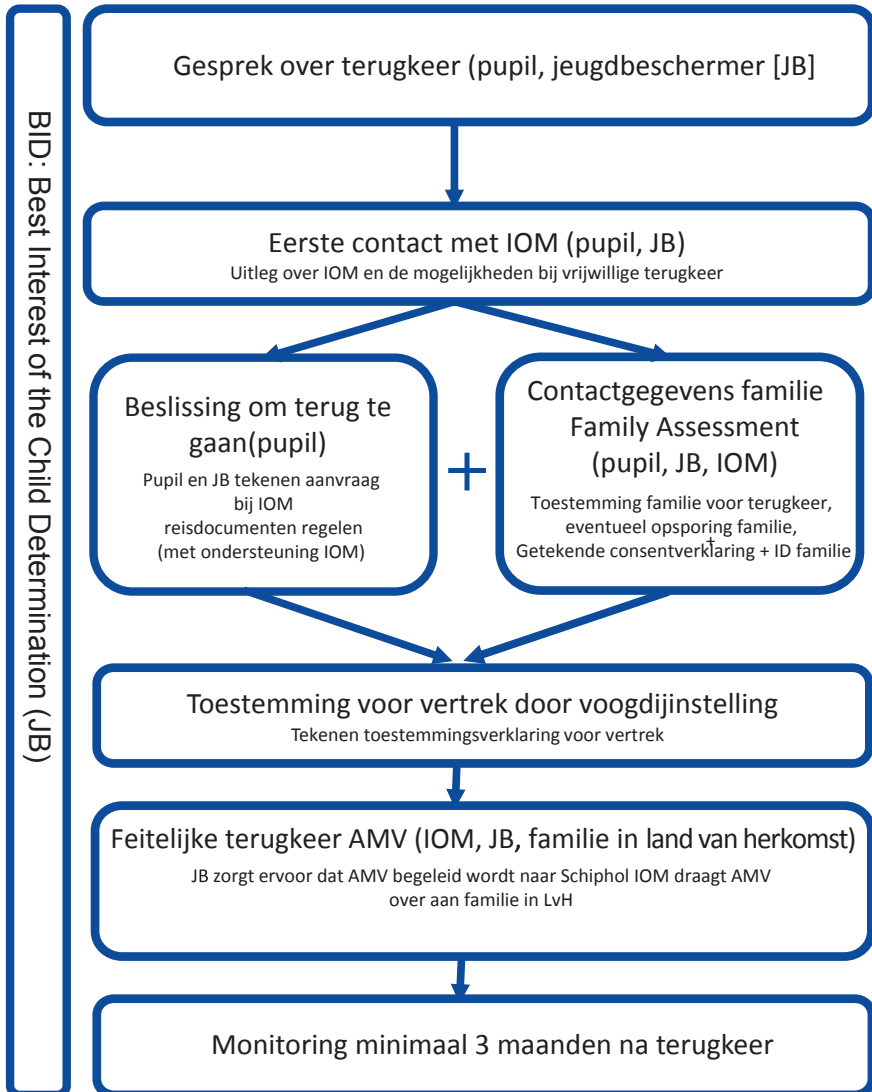 BID: Best Interest of the Child Determination (JB)
Gesprek over terugkeer (pupil, jeugdbeschermer [JB]
Eerste contact met IOM (pupil, JB)
Uitleg over IOM en de mogelijkheden bij vrijwillige terugkeer
Beslissing om terug te
gaan(pupil)
Pupil en JB tekenen aanvraag
bij IOM
reisdocumenten regelen
(met ondersteuning IOM)
+
Contactgegevens familie
Family Assessment
(pupil, JB, IOM)
Toestemming familie voor terugkeer,
eventueel opsporing familie,
+
Getekende consentverklaring + ID familie
Toestemming voor vertrek door voogdijinstelling
Tekenen toestemmingsverklaring voor vertrek
Feitelijke terugkeer AMV (IOM, JB, familie in land van herkomst)
JB zorgt ervoor dat AMV begeleid wordt naar Schiphol IOM draagt AMV
over aan familie in LvH
Monitoring minimaal 3 maanden na terugkeer